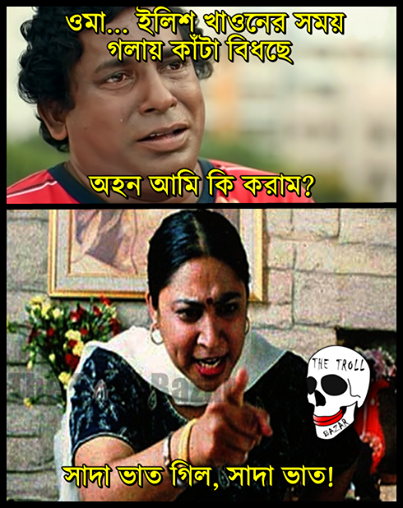 ওমা... ইলিশ খাওনের সময়
গলায় কাঁটা বিধছে
অহন আমি কি করাম?
THE TROLL
BAZAR
সাদা ভাত গিল, সাদা ভাত!